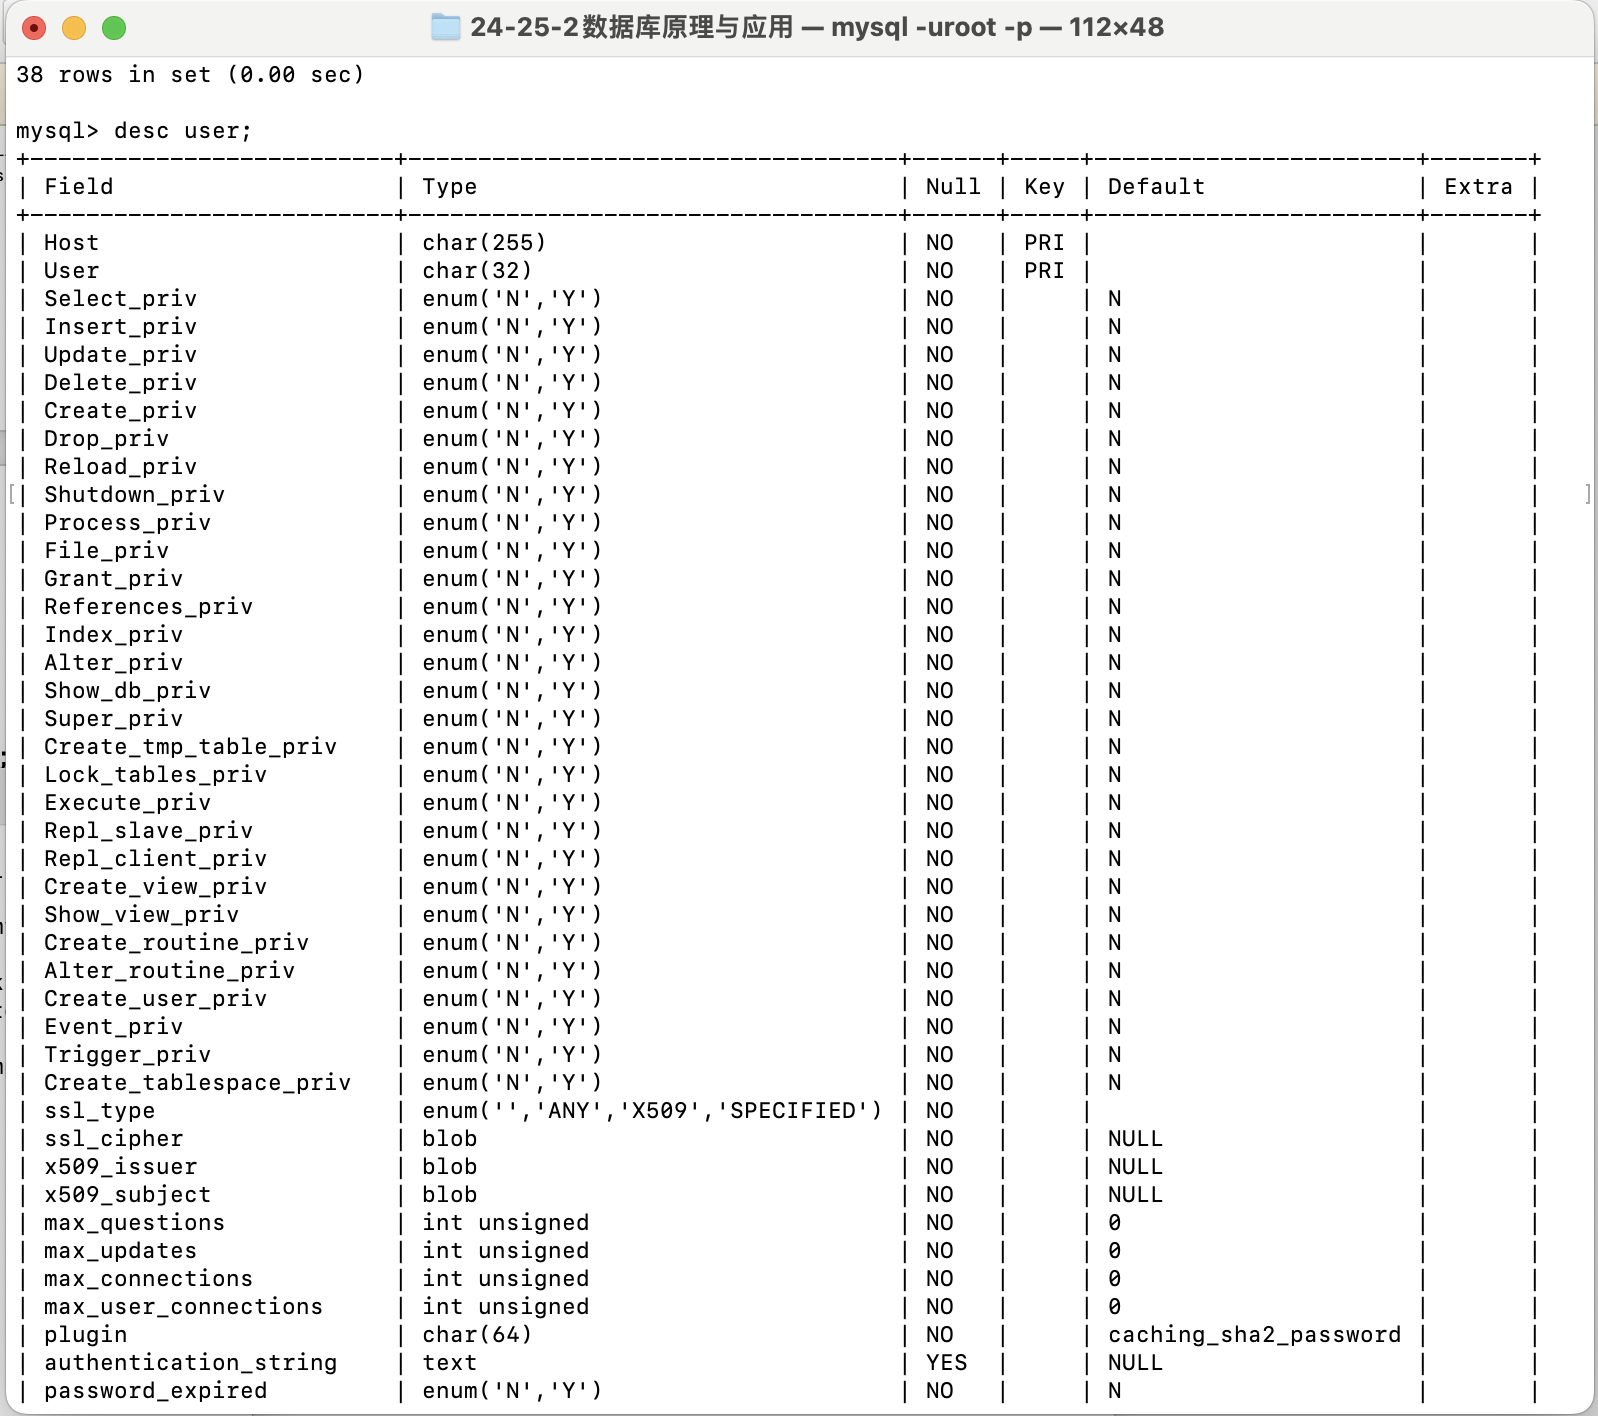 24-25-2数据库原理与应用 — mysql -uroot -p — 112×48
38 rows in set (0.00 sec)
mysql> desc user;
+--------------------------+-----------------------------------+------+-----+-----------------------+-------+
| Field                    | Type                              | Null | Key | Default               | Extra |
+--------------------------+-----------------------------------+------+-----+-----------------------+-------+
| Host                     | char(255)                         | NO   | PRI |                       |       |
| User                     | char(32)                          | NO   | PRI |                       |       |
| Select_priv              | enum('N','Y')                     | NO   |     | N                     |       |
| Insert_priv              | enum('N','Y')                     | NO   |     | N                     |       |
| Update_priv              | enum('N','Y')                     | NO   |     | N                     |       |
| Delete_priv              | enum('N','Y')                     | NO   |     | N                     |       |
| Create_priv              | enum('N','Y')                     | NO   |     | N                     |       |
| Drop_priv                | enum('N','Y')                     | NO   |     | N                     |       |
| Reload_priv              | enum('N','Y')                     | NO   |     | N                     |       |
| Shutdown_priv            | enum('N','Y')                     | NO   |     | N                     |       |
| Process_priv             | enum('N','Y')                     | NO   |     | N                     |       |
| File_priv                | enum('N','Y')                     | NO   |     | N                     |       |
| Grant_priv               | enum('N','Y')                     | NO   |     | N                     |       |
| References_priv          | enum('N','Y')                     | NO   |     | N                     |       |
| Index_priv               | enum('N','Y')                     | NO   |     | N                     |       |
| Alter_priv               | enum('N','Y')                     | NO   |     | N                     |       |
| Show_db_priv             | enum('N','Y')                     | NO   |     | N                     |       |
| Super_priv               | enum('N','Y')                     | NO   |     | N                     |       |
| Create_tmp_table_priv    | enum('N','Y')                     | NO   |     | N                     |       |
| Lock_tables_priv         | enum('N','Y')                     | NO   |     | N                     |       |
| Execute_priv             | enum('N','Y')                     | NO   |     | N                     |       |
| Repl_slave_priv          | enum('N','Y')                     | NO   |     | N                     |       |
| Repl_client_priv         | enum('N','Y')                     | NO   |     | N                     |       |
| Create_view_priv         | enum('N','Y')                     | NO   |     | N                     |       |
| Show_view_priv           | enum('N','Y')                     | NO   |     | N                     |       |
| Create_routine_priv      | enum('N','Y')                     | NO   |     | N                     |       |
| Alter_routine_priv       | enum('N','Y')                     | NO   |     | N                     |       |
| Create_user_priv         | enum('N','Y')                     | NO   |     | N                     |       |
| Event_priv               | enum('N','Y')                     | NO   |     | N                     |       |
| Trigger_priv             | enum('N','Y')                     | NO   |     | N                     |       |
| Create_tablespace_priv   | enum('N','Y')                     | NO   |     | N                     |       |
| ssl_type                 | enum('','ANY','X509','SPECIFIED') | NO   |     |                       |       |
| ssl_cipher               | blob                              | NO   |     | NULL                  |       |
| x509_issuer              | blob                              | NO   |     | NULL                  |       |
| x509_subject             | blob                              | NO   |     | NULL                  |       |
| max_questions            | int unsigned                      | NO   |     | 0                     |       |
| max_updates              | int unsigned                      | NO   |     | 0                     |       |
| max_connections          | int unsigned                      | NO   |     | 0                     |       |
| max_user_connections     | int unsigned                      | NO   |     | 0                     |       |
| plugin                   | char(64)                          | NO   |     | caching_sha2_password |       |
| authentication_string    | text                              | YES  |     | NULL                  |       |
| password_expired         | enum('N','Y')                     | NO   |     | N                     |       |